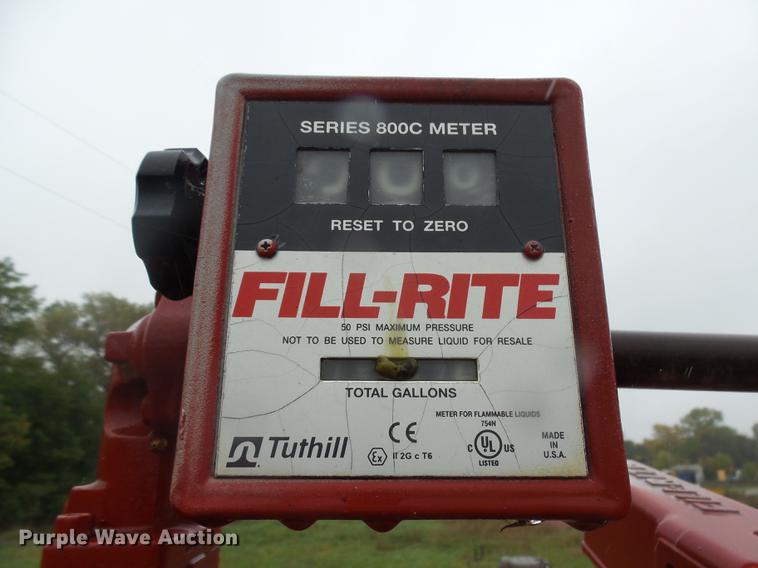 SERIES 800C METER
RESET TO ZERO
FILL-RITE
50 PSI MAXIMUM PRESSURE
NOT TO BE USED TO MEASURE LIQUID FOR RESALE
TOTAL GALLONS
METER FOR FLAMMABLE LIQUIDS
754N
Tuthill
CE
Ex II 2G c T6
C UL US
LISTED
MADE IN
U.S.A.
Purple Wave Auction